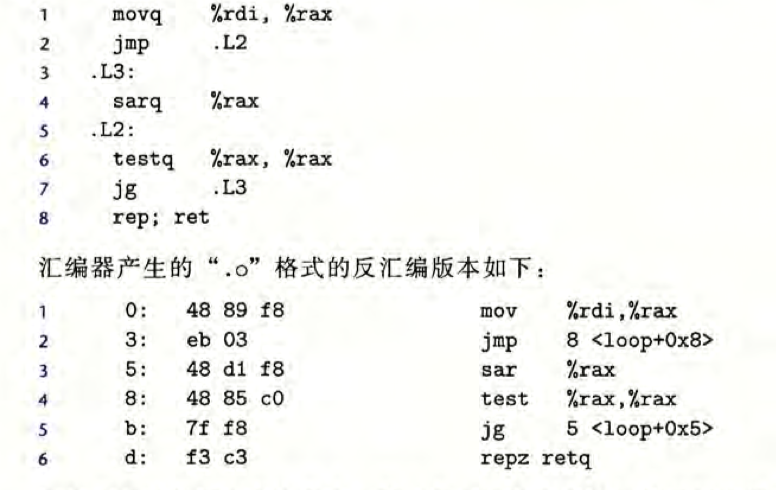 1 movq %rdi, %rax
2 jmp .L2
3 .L3:
4 sarq %rax
5 .L2:
6 testq %rax, %rax
7 jg .L3
8 rep; ret
汇编器产生的“.o”格式的反汇编版本如下：
1 0: 48 89 f8 mov %rdi,%rax
2 3: eb 03 jmp 8 <loop+0x8>
3 5: 48 d1 f8 sar %rax
4 8: 48 85 c0 test %rax,%rax
5 b: 7f f8 jg 5 <loop+0x5>
6 d: f3 c3 repz retq